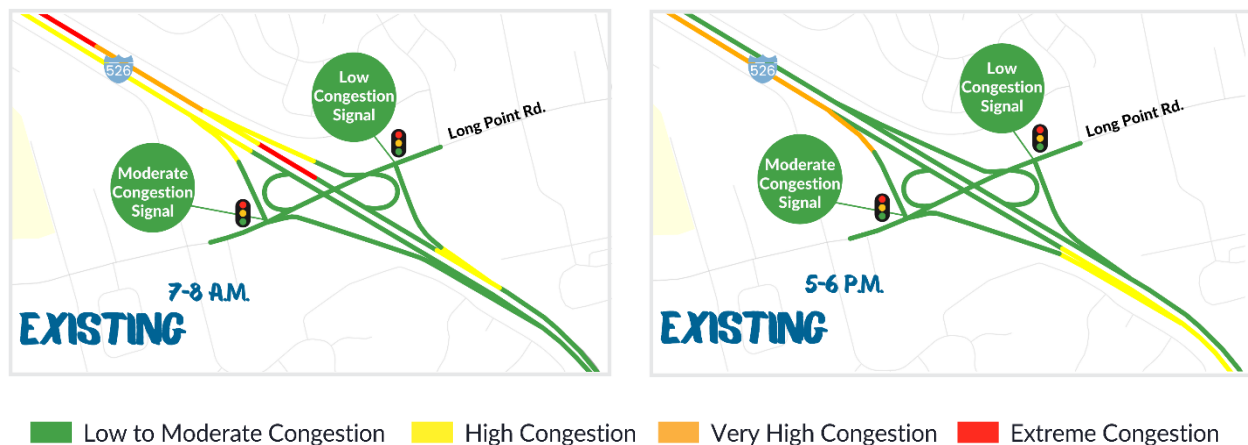 526
Low
Congestion
Signal
Long Point Rd.
Moderate
Congestion
Signal
7-8 A.M.
EXISTING
526
Low
Congestion
Signal
Long Point Rd.
Moderate
Congestion
Signal
5-6 P.M.
EXISTING
Low to Moderate Congestion High Congestion Very High Congestion Extreme Congestion